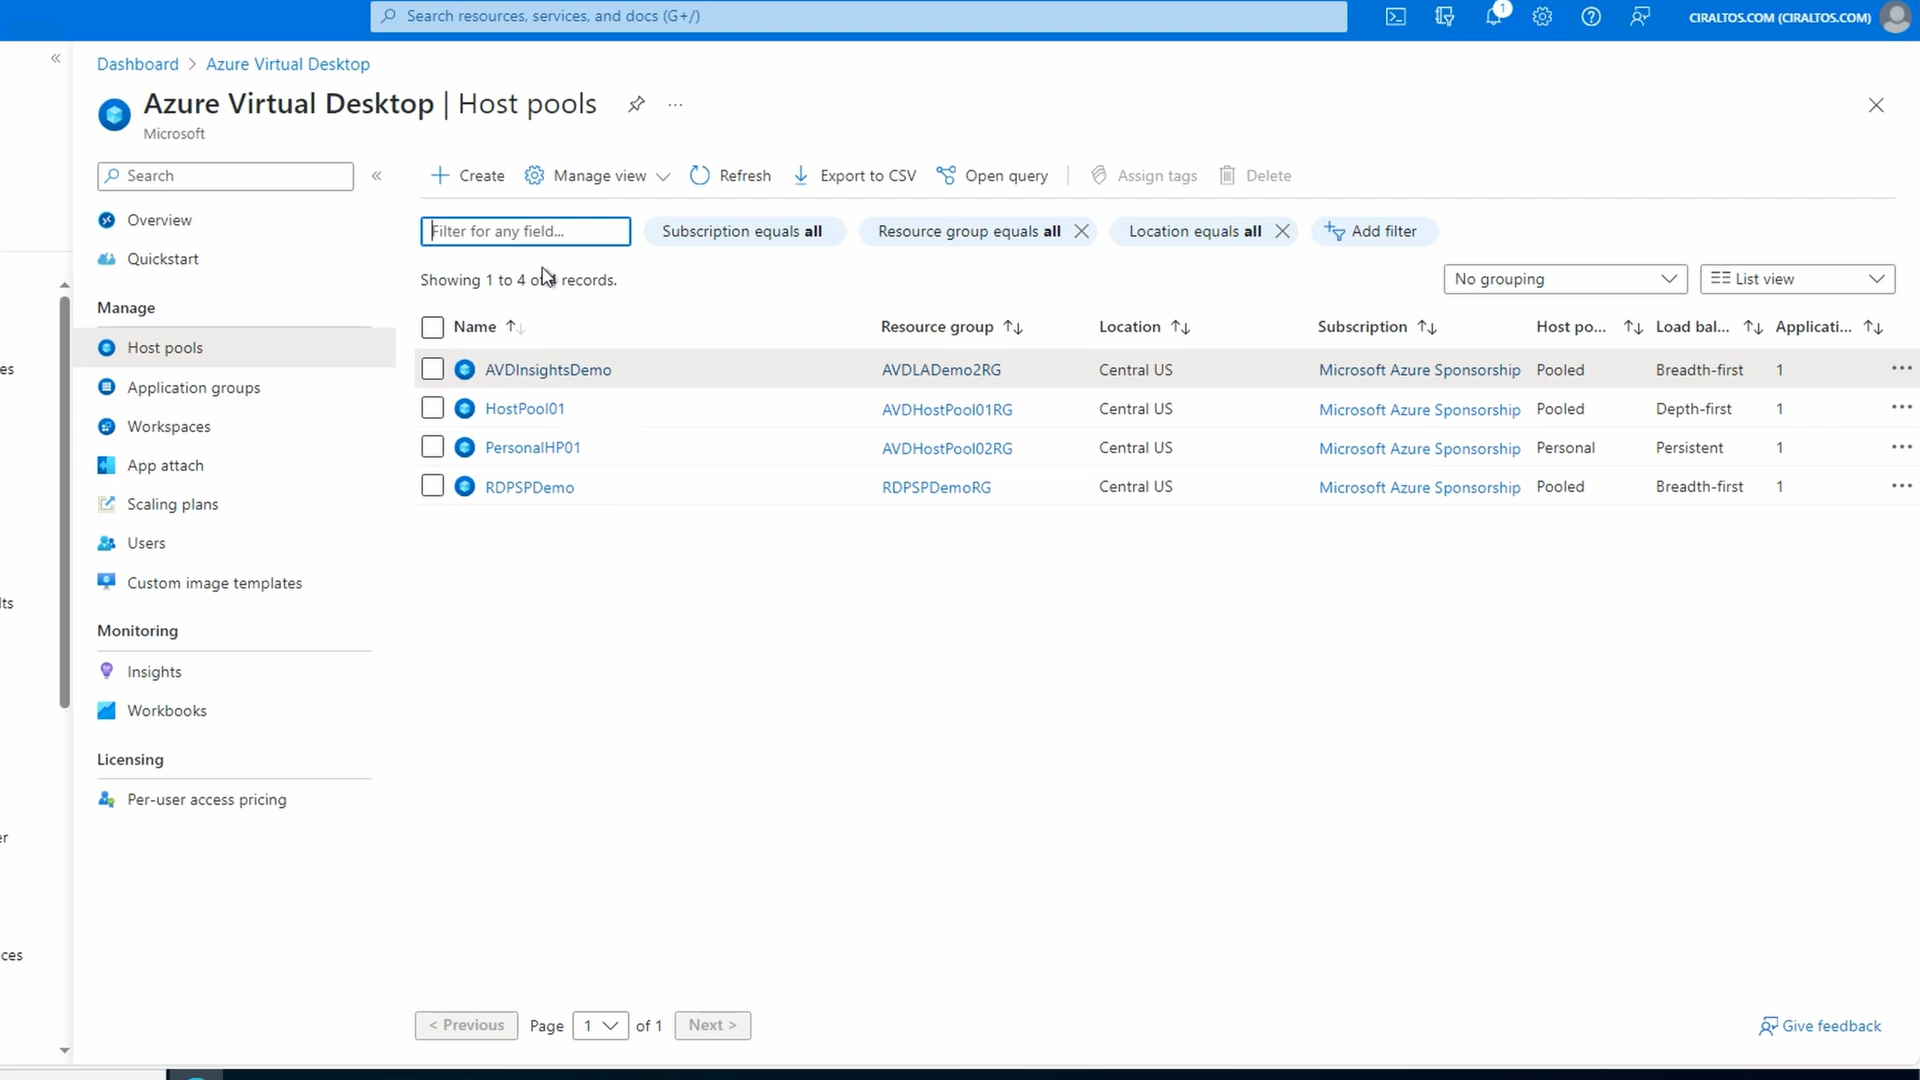 Search resources, services, and docs (G+/)
1
CIRALTOS.COM (CIRALTOS.COM)
Dashboard > Azure Virtual Desktop
Azure Virtual Desktop | Host pools
Microsoft
Search
Create
Manage view
Refresh
Export to CSV
Open query
Assign tags
Delete
Overview
Quickstart
Manage
Host pools
Application groups
Workspaces
App attach
Scaling plans
Users
Custom image templates
Monitoring
Insights
Workbooks
Licensing
Per-user access pricing
es
lts
er
ces
Filter for any field...
Subscription equals all
Resource group equals all
Location equals all
Add filter
Showing 1 to 4 of records.
No grouping
List view
Name Resource group Location Subscription Host po... Load bal... Applicati...
AVDInsightsDemo AVDLADemo2RG Central US Microsoft Azure Sponsorship Pooled Breadth-first 1
HostPool01 AVDHostPool01RG Central US Microsoft Azure Sponsorship Pooled Depth-first 1
PersonalHP01 AVDHostPool02RG Central US Microsoft Azure Sponsorship Personal Persistent 1
RDPSPDemo RDPSPDemoRG Central US Microsoft Azure Sponsorship Pooled Breadth-first 1
< Previous
Page 1 of 1
Next >
Give feedback